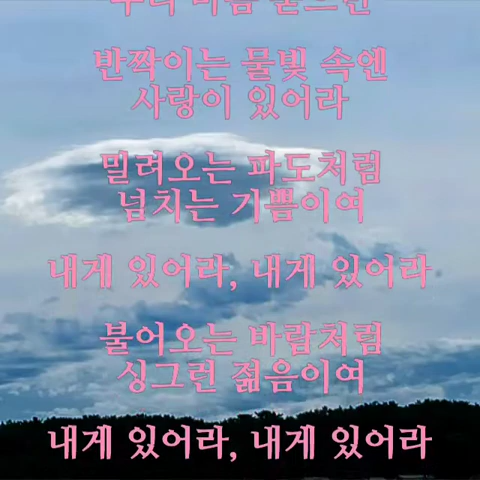 반짝이는 물빛 속엔
사랑이 있어라
밀려오는 파도처럼
넘치는 기쁨이여
내게 있어라, 내게 있어라
불어오는 바람처럼
싱그런 젊음이여
내게 있어라, 내게 있어라